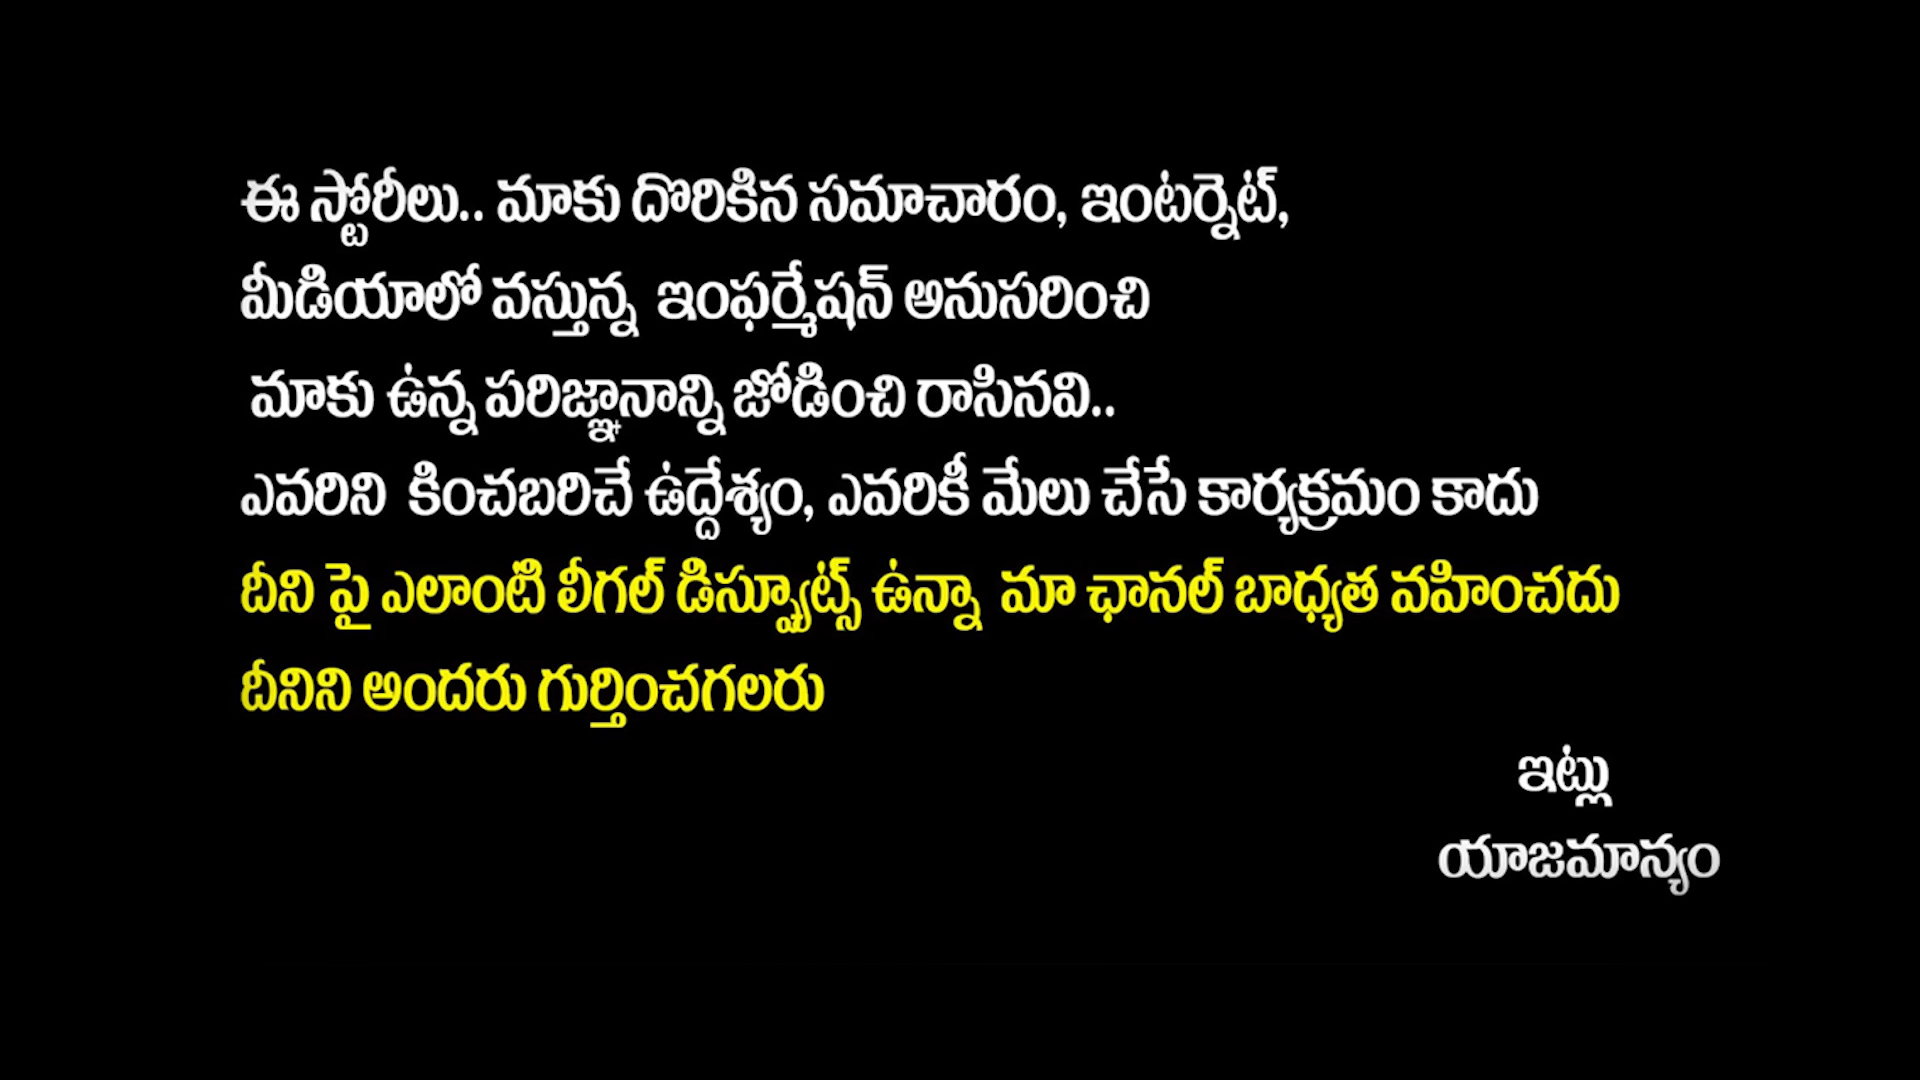 ఈ స్టోరీలు.. మాకు దొరికిన సమాచారం, ఇంటర్నెట్,
మీడియాలో వస్తున్న ఇంఫర్మేషన్ అనుసరించి
మాకు ఉన్న పరిజ్ఞానాన్ని జోడించి రాసినవి..
ఎవరిని కించబరిచే ఉద్దేశ్యం, ఎవరికీ మేలు చేసే కార్యక్రమం కాదు
దీని పై ఎలాంటి లీగల్ డిస్ప్యూట్స్ ఉన్నా మా ఛానల్ బాధ్యత వహించదు
దీనిని అందరు గుర్తించగలరు
ఇట్లు
యాజమాన్యం